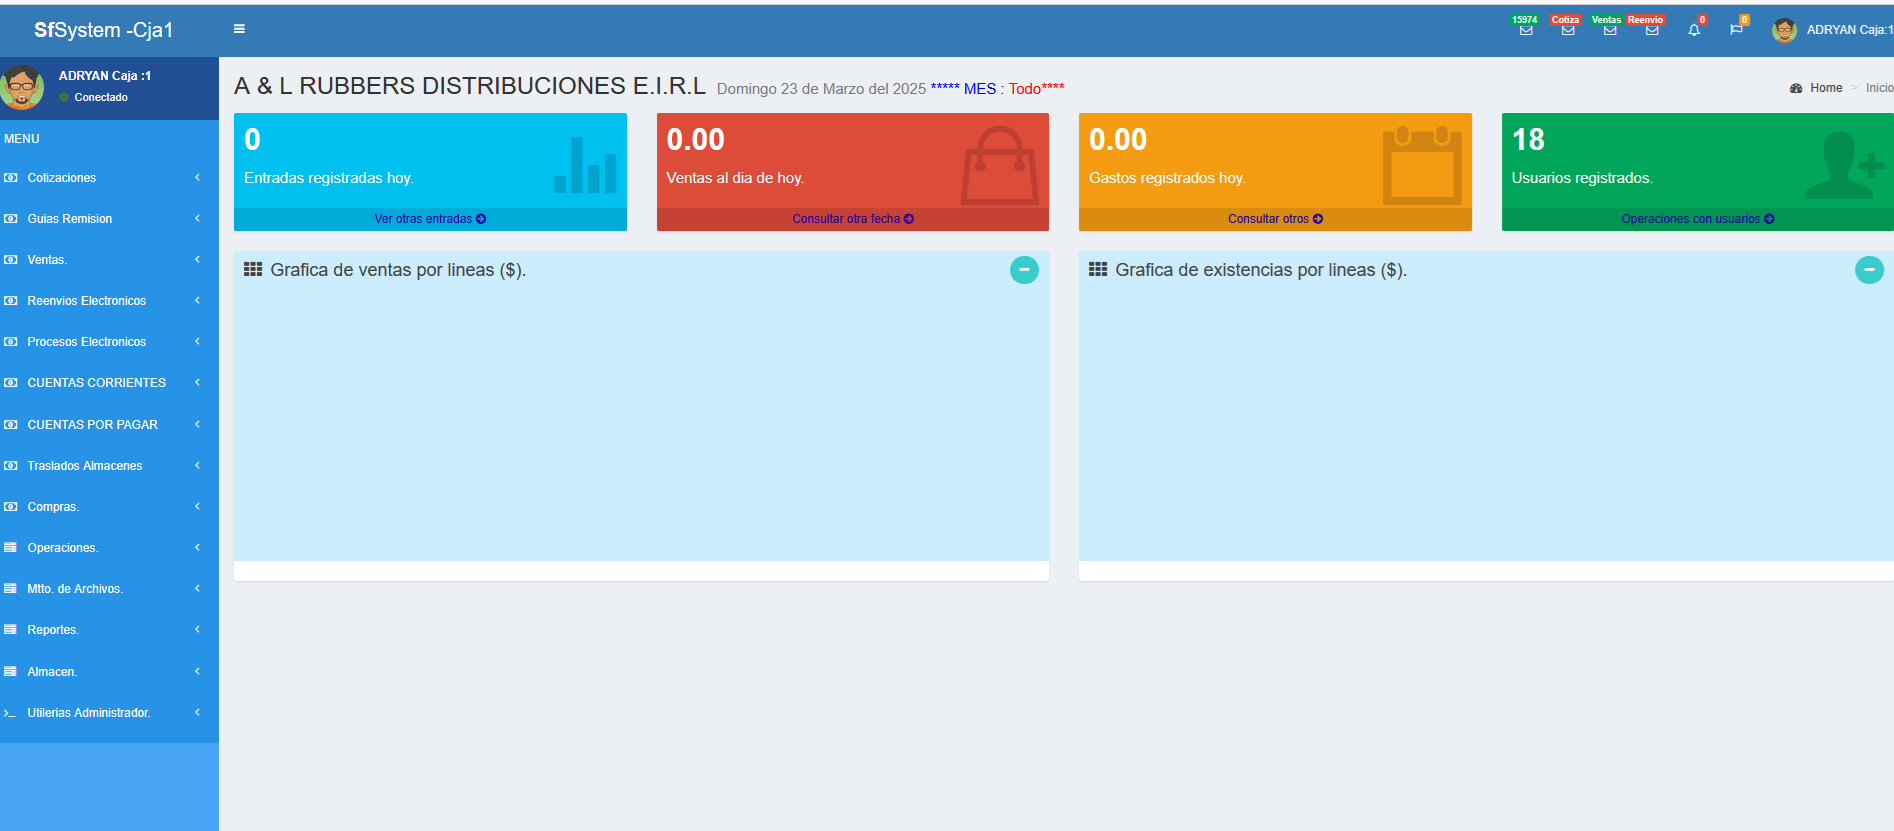 SfSystem -Cja1
15974 Cotiza Ventas Reenvio 0 0 ADRYAN Caja:1
ADRYAN Caja :1
Conectado
A & L RUBBERS DISTRIBUCIONES E.I.R.L Domingo 23 de Marzo del 2025 ***** MES : Todo****
Home > Inicio
MENU
Cotizaciones
Guias Remision
Ventas.
Reenvios Electronicos
Procesos Electronicos
CUENTAS CORRIENTES
CUENTAS POR PAGAR
Traslados Almacenes
Compras.
Operaciones.
Mtto. de Archivos.
Reportes.
Almacen.
Utilerias Administrador.
0
Entradas registradas hoy.
Ver otras entradas
0.00
Ventas al dia de hoy.
Consultar otra fecha
0.00
Gastos registrados hoy.
Consultar otros
18
Usuarios registrados.
Operaciones con usuarios
Grafica de ventas por lineas ($).
Grafica de existencias por lineas ($).